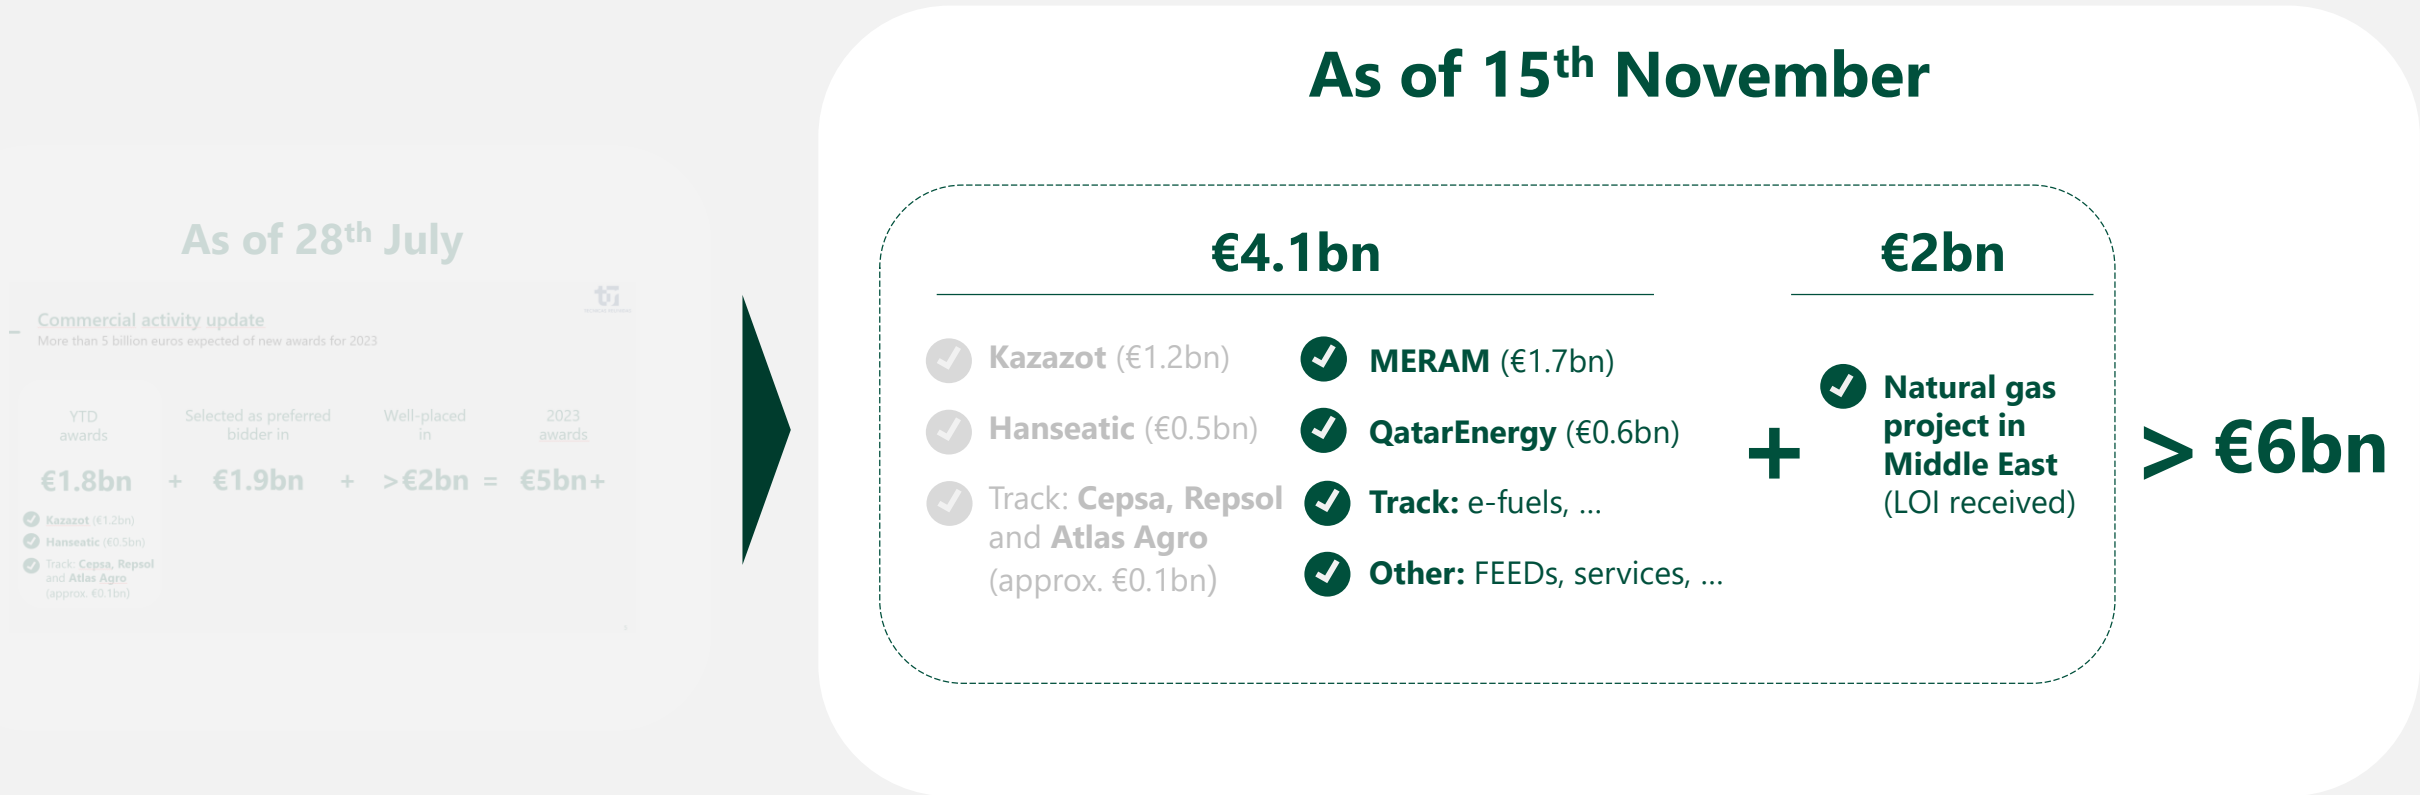 As of 28th July
Commercial activity update
More than 5 billion euros expected of new awards for 2023
YTD
awards
Selected as preferred
bidder in
Well-placed
in
2023
awards
€1.8bn + €1.9bn + >€2bn = €5bn+
Kazazot (€1.2bn)
Hanseatic (€0.5bn)
Track: Cepsa, Repsol
and Atlas Agro
(approx. €0.1bn)
As of 15th November
€4.1bn
Kazazot (€1.2bn)
Hanseatic (€0.5bn)
Track: Cepsa, Repsol
and Atlas Agro
(approx. €0.1bn)
MERAM (€1.7bn)
QatarEnergy (€0.6bn)
Track: e-fuels, ...
Other: FEEDs, services, ...
+
€2bn
Natural gas
project in
Middle East
(LOI received)
> €6bn